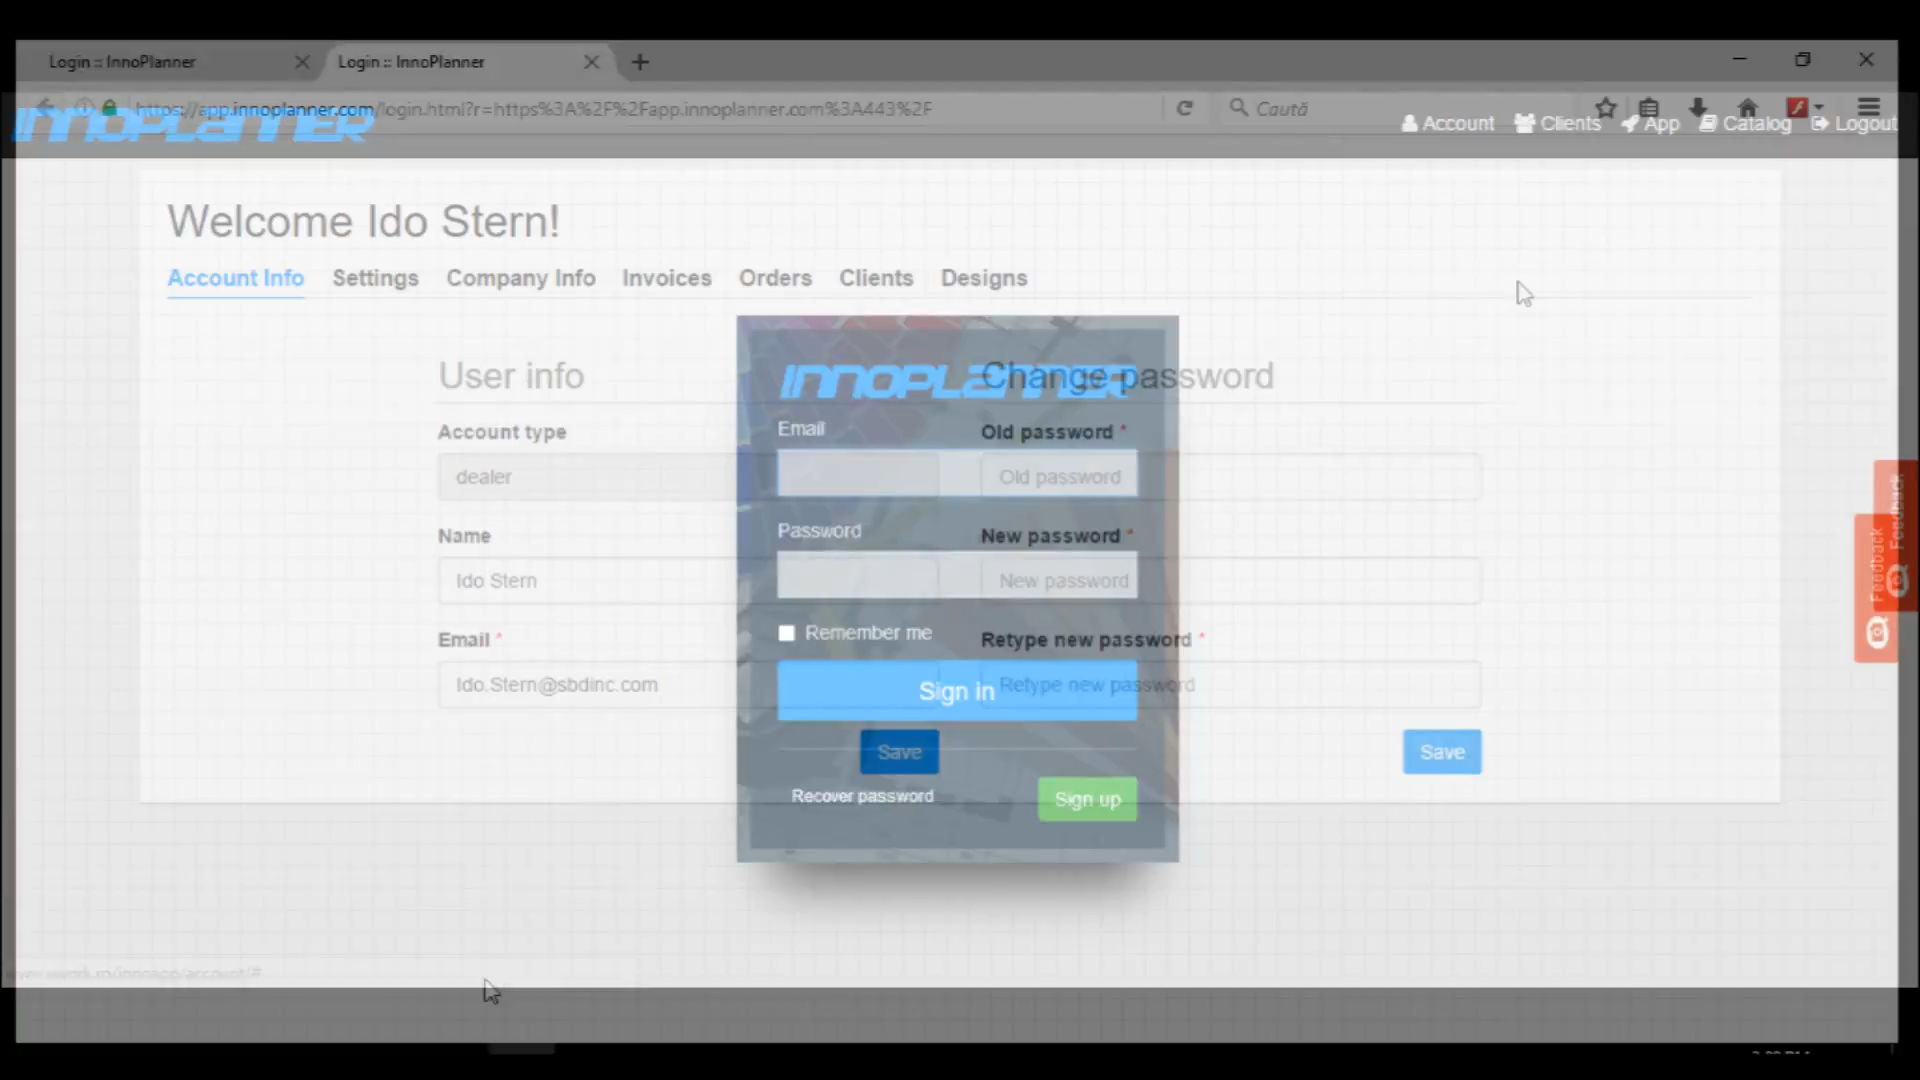 Login :: InnoPlanner
Login :: InnoPlanner
https://app.innoplanner.com/login.html?r=https%3A%2F%2Fapp.innoplanner.com%3A443%2F
Caută
INNOPLANNER
Account Clients App Catalog Logout
Welcome Ido Stern!
Account Info Settings Company Info Invoices Orders Clients Designs
User info
Account type
dealer
Name
Ido Stern
Email *
Ido.Stern@sbdinc.com
Save
INNOPLANNER
Email
Password
Remember me
Sign in
Recover password
Sign up
Change password
Old password *
Old password
New password *
New password
Retype new password *
Retype new password
Save
Feedback
Feedback